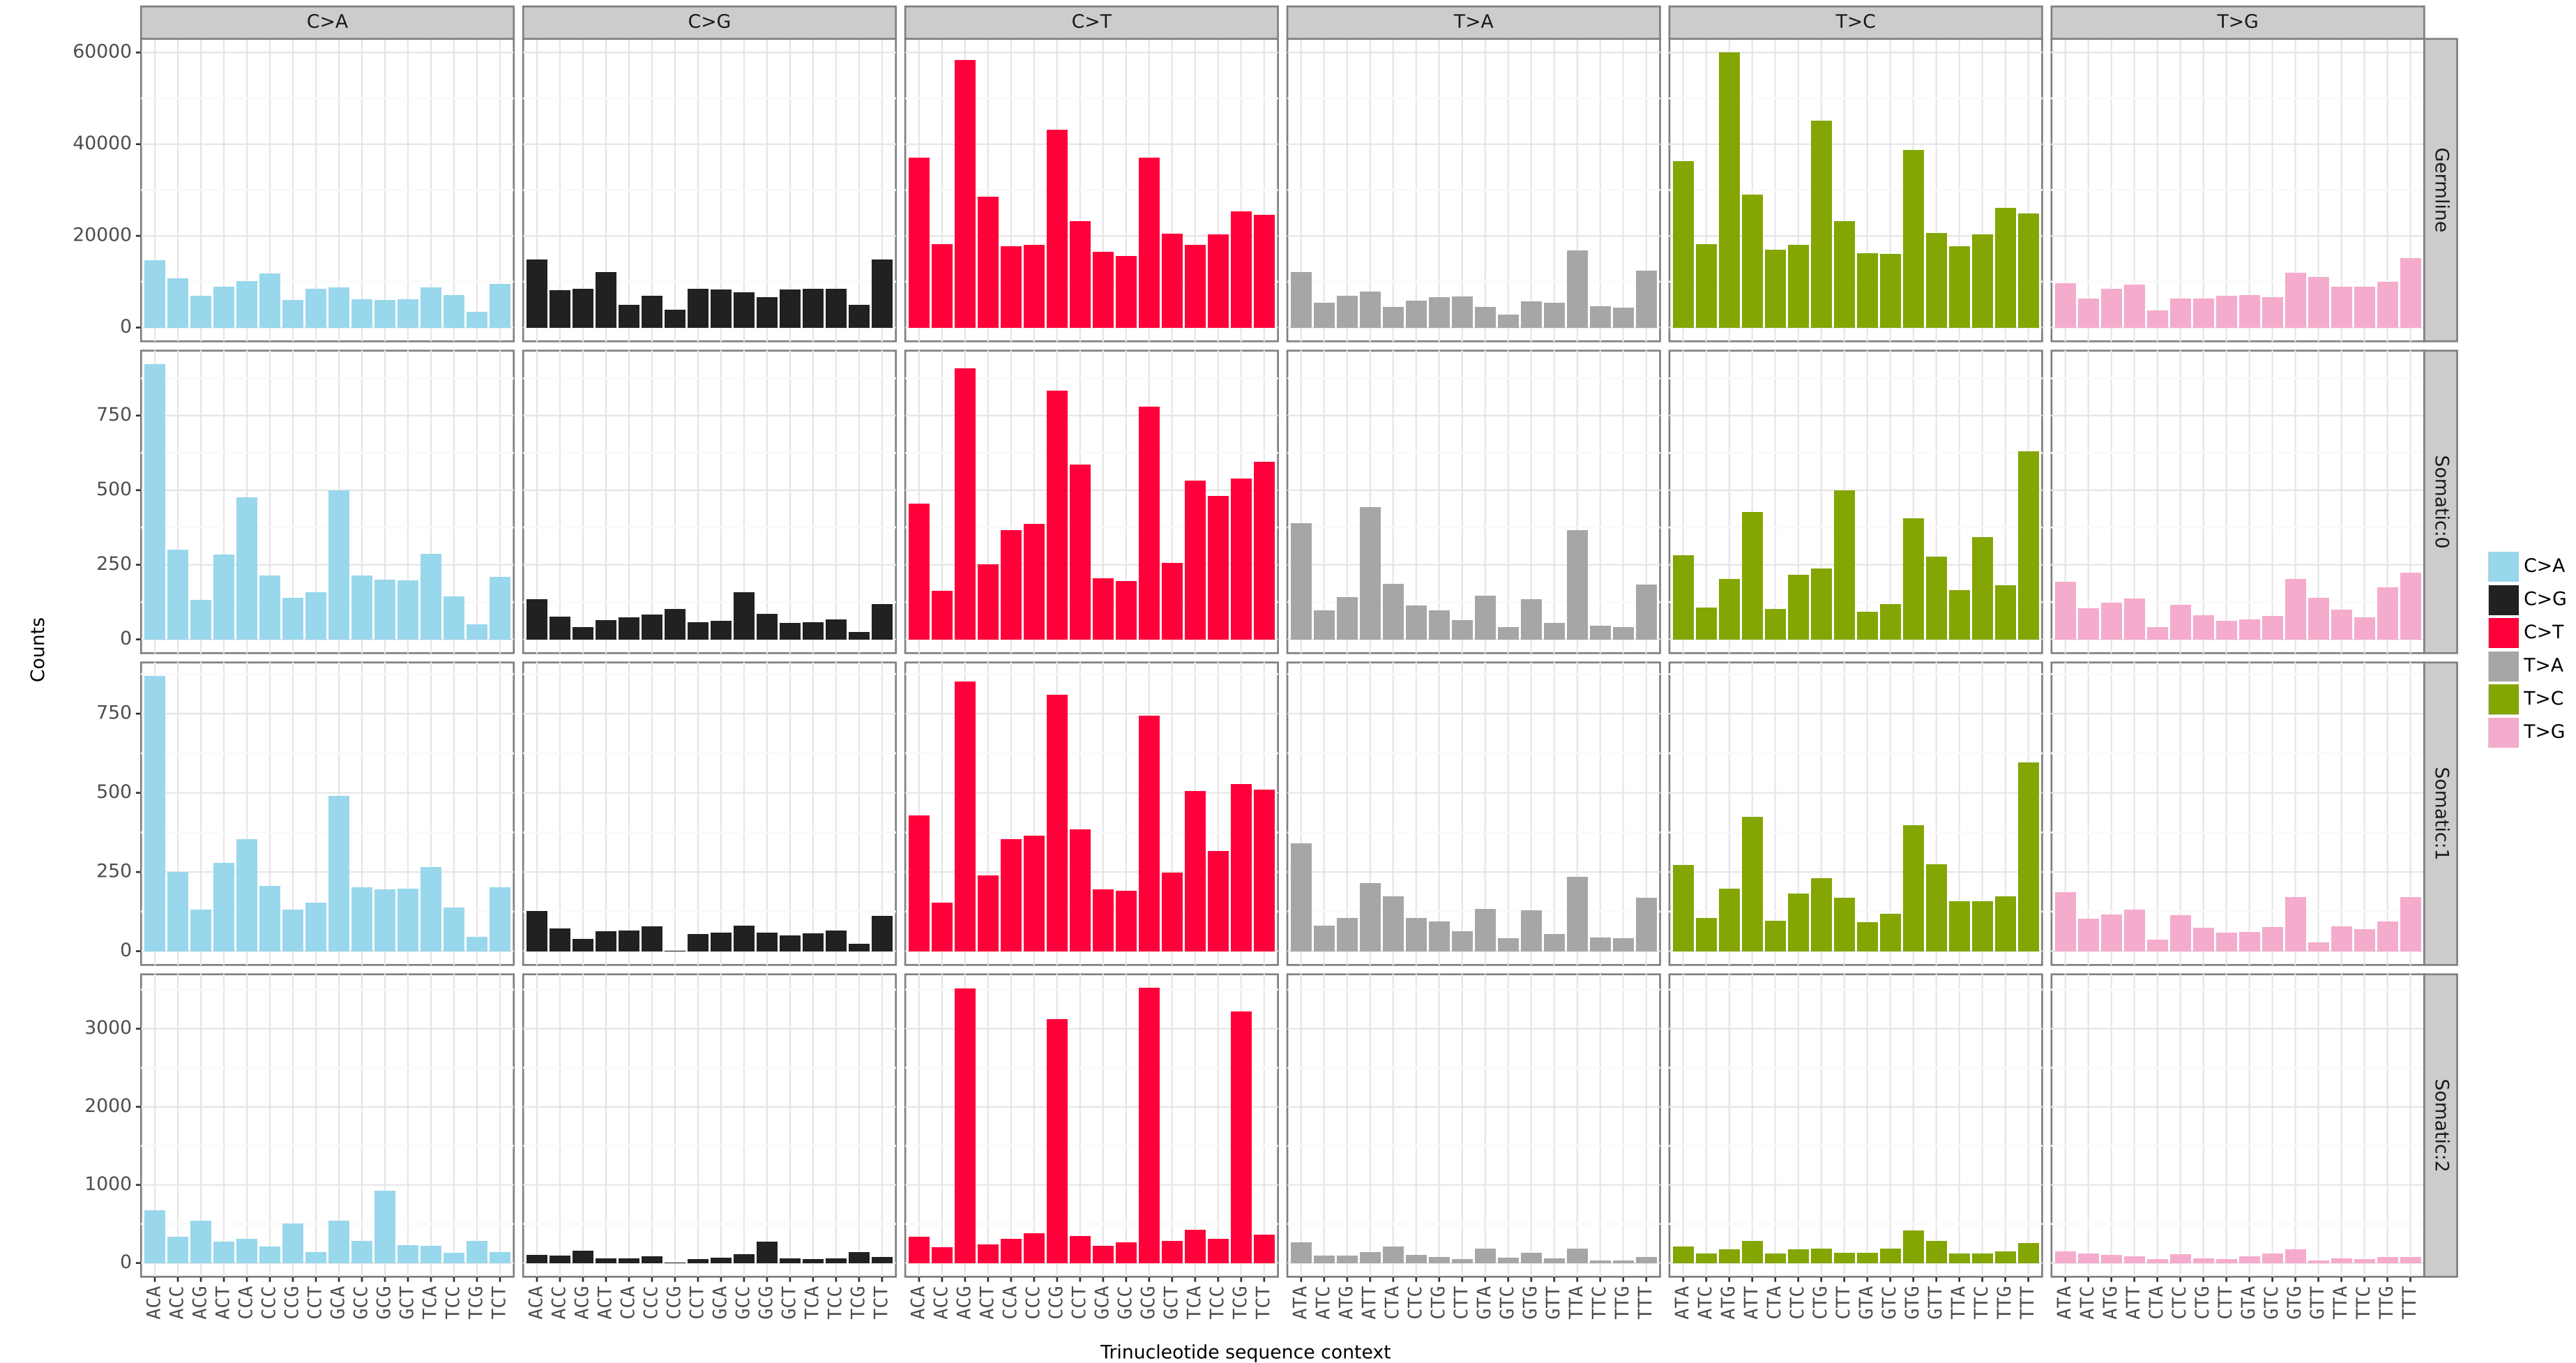 C>A C>G C>T T>A T>C T>G
60000
40000
20000
0
Germline
750
500
250
0
Somatic:0
750
500
250
0
Somatic:1
3000
2000
1000
0
Somatic:2
Counts
ACA ACC ACG ACT CCA CCC CCG CCT GCA GCC GCG GCT TCA TCC TCG TCT
ACA ACC ACG ACT CCA CCC CCG CCT GCA GCC GCG GCT TCA TCC TCG TCT
ACA ACC ACG ACT CCA CCC CCG CCT GCA GCC GCG GCT TCA TCC TCG TCT
ATA ATC ATG ATT CTA CTC CTG CTT GTA GTC GTG GTT TTA TTC TTG TTT
ATA ATC ATG ATT CTA CTC CTG CTT GTA GTC GTG GTT TTA TTC TTG TTT
ATA ATC ATG ATT CTA CTC CTG CTT GTA GTC GTG GTT TTA TTC TTG TTT
Trinucleotide sequence context
C>A
C>G
C>T
T>A
T>C
T>G